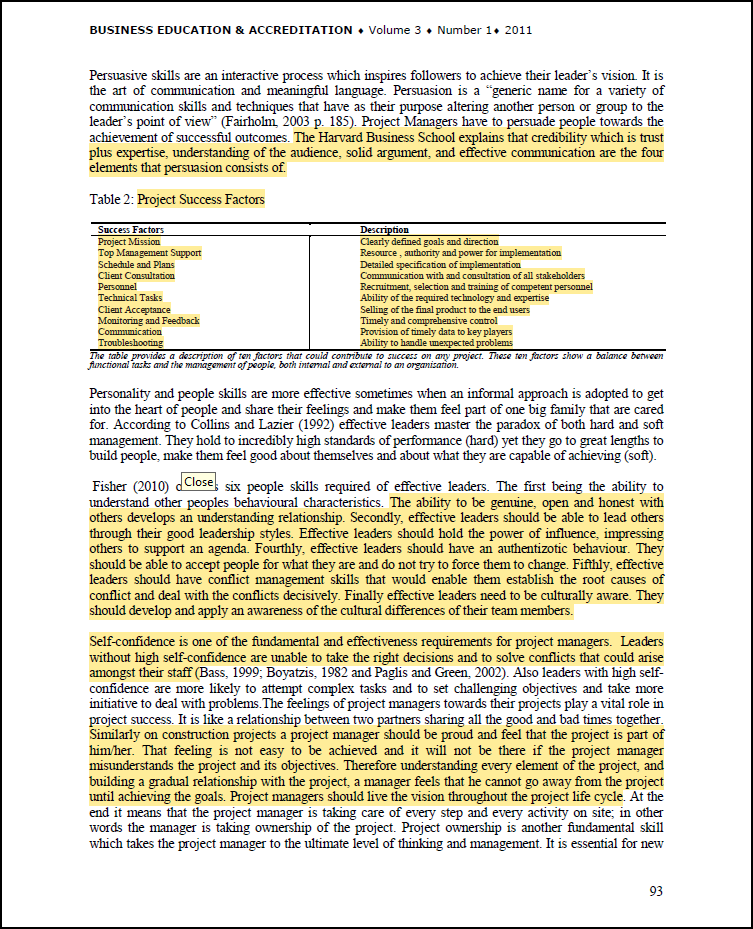 BUSINESS EDUCATION & ACCREDITATION ♦ Volume 3 ♦ Number 1♦ 2011
Persuasive skills are an interactive process which inspires followers to achieve their leader's vision. It is
the art of communication and meaningful language. Persuasion is a “generic name for a variety of
communication skills and techniques that have as their purpose altering another person or group to the
leader's point of view” (Fairholm, 2003 p. 185). Project Managers have to persuade people towards the
achievement of successful outcomes. The Harvard Business School explains that credibility which is trust
plus expertise, understanding of the audience, solid argument, and effective communication are the four
elements that persuasion consists of.
Table 2: Project Success Factors
Success Factors Description
Project Mission Clearly defined goals and direction
Top Management Support Resource , authority and power for implementation
Schedule and Plans Detailed specification of implementation
Client Consultation Communication with and consultation of all stakeholders
Personnel Recruitment, selection and training of competent personnel
Technical Tasks Ability of the required technology and expertise
Client Acceptance Selling of the final product to the end users
Monitoring and Feedback Timely and comprehensive control
Communication Provision of timely data to key players
Troubleshooting Ability to handle unexpected problems
The table provides a description of ten factors that could contribute to success on any project. These ten factors show a balance between
functional tasks and the management of people, both internal and external to an organisation.
Personality and people skills are more effective sometimes when an informal approach is adopted to get
into the heart of people and share their feelings and make them feel part of one big family that are cared
for. According to Collins and Lazier (1992) effective leaders master the paradox of both hard and soft
management. They hold to incredibly high standards of performance (hard) yet they go to great lengths to
build people, make them feel good about themselves and about what they are capable of achieving (soft).
Fisher (2010) Close six people skills required of effective leaders. The first being the ability to
understand other peoples behavioural characteristics. The ability to be genuine, open and honest with
others develops an understanding relationship. Secondly, effective leaders should be able to lead others
through their good leadership styles. Effective leaders should hold the power of influence, impressing
others to support an agenda. Fourthly, effective leaders should have an authentizotic behaviour. They
should be able to accept people for what they are and do not try to force them to change. Fifthly, effective
leaders should have conflict management skills that would enable them establish the root causes of
conflict and deal with the conflicts decisively. Finally effective leaders need to be culturally aware. They
should develop and apply an awareness of the cultural differences of their team members.
Self-confidence is one of the fundamental and effectiveness requirements for project managers. Leaders
without high self-confidence are unable to take the right decisions and to solve conflicts that could arise
amongst their staff (Bass, 1999; Boyatzis, 1982 and Paglis and Green, 2002). Also leaders with high self-
confidence are more likely to attempt complex tasks and to set challenging objectives and take more
initiative to deal with problems.The feelings of project managers towards their projects play a vital role in
project success. It is like a relationship between two partners sharing all the good and bad times together.
Similarly on construction projects a project manager should be proud and feel that the project is part of
him/her. That feeling is not easy to be achieved and it will not be there if the project manager
misunderstands the project and its objectives. Therefore understanding every element of the project, and
building a gradual relationship with the project, a manager feels that he cannot go away from the project
until achieving the goals. Project managers should live the vision throughout the project life cycle. At the
end it means that the project manager is taking care of every step and every activity on site; in other
words the manager is taking ownership of the project. Project ownership is another fundamental skill
which takes the project manager to the ultimate level of thinking and management. It is essential for new
93